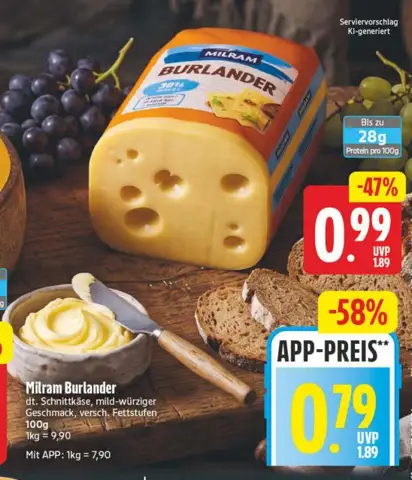 Serviervorschlag
KI-generiert
MILRAM
BURLANDER
30%
Bis zu
28g
Protein pro 100g
-47%
0.99
UVP
1.89
-58%
APP-PREIS**
0.79
UVP
1.89
Milram Burlander
dt. Schnittkäse, mild-würziger
Geschmack, versch. Fettstufen
100g
1kg = 9,90
Mit APP: 1kg = 7,90